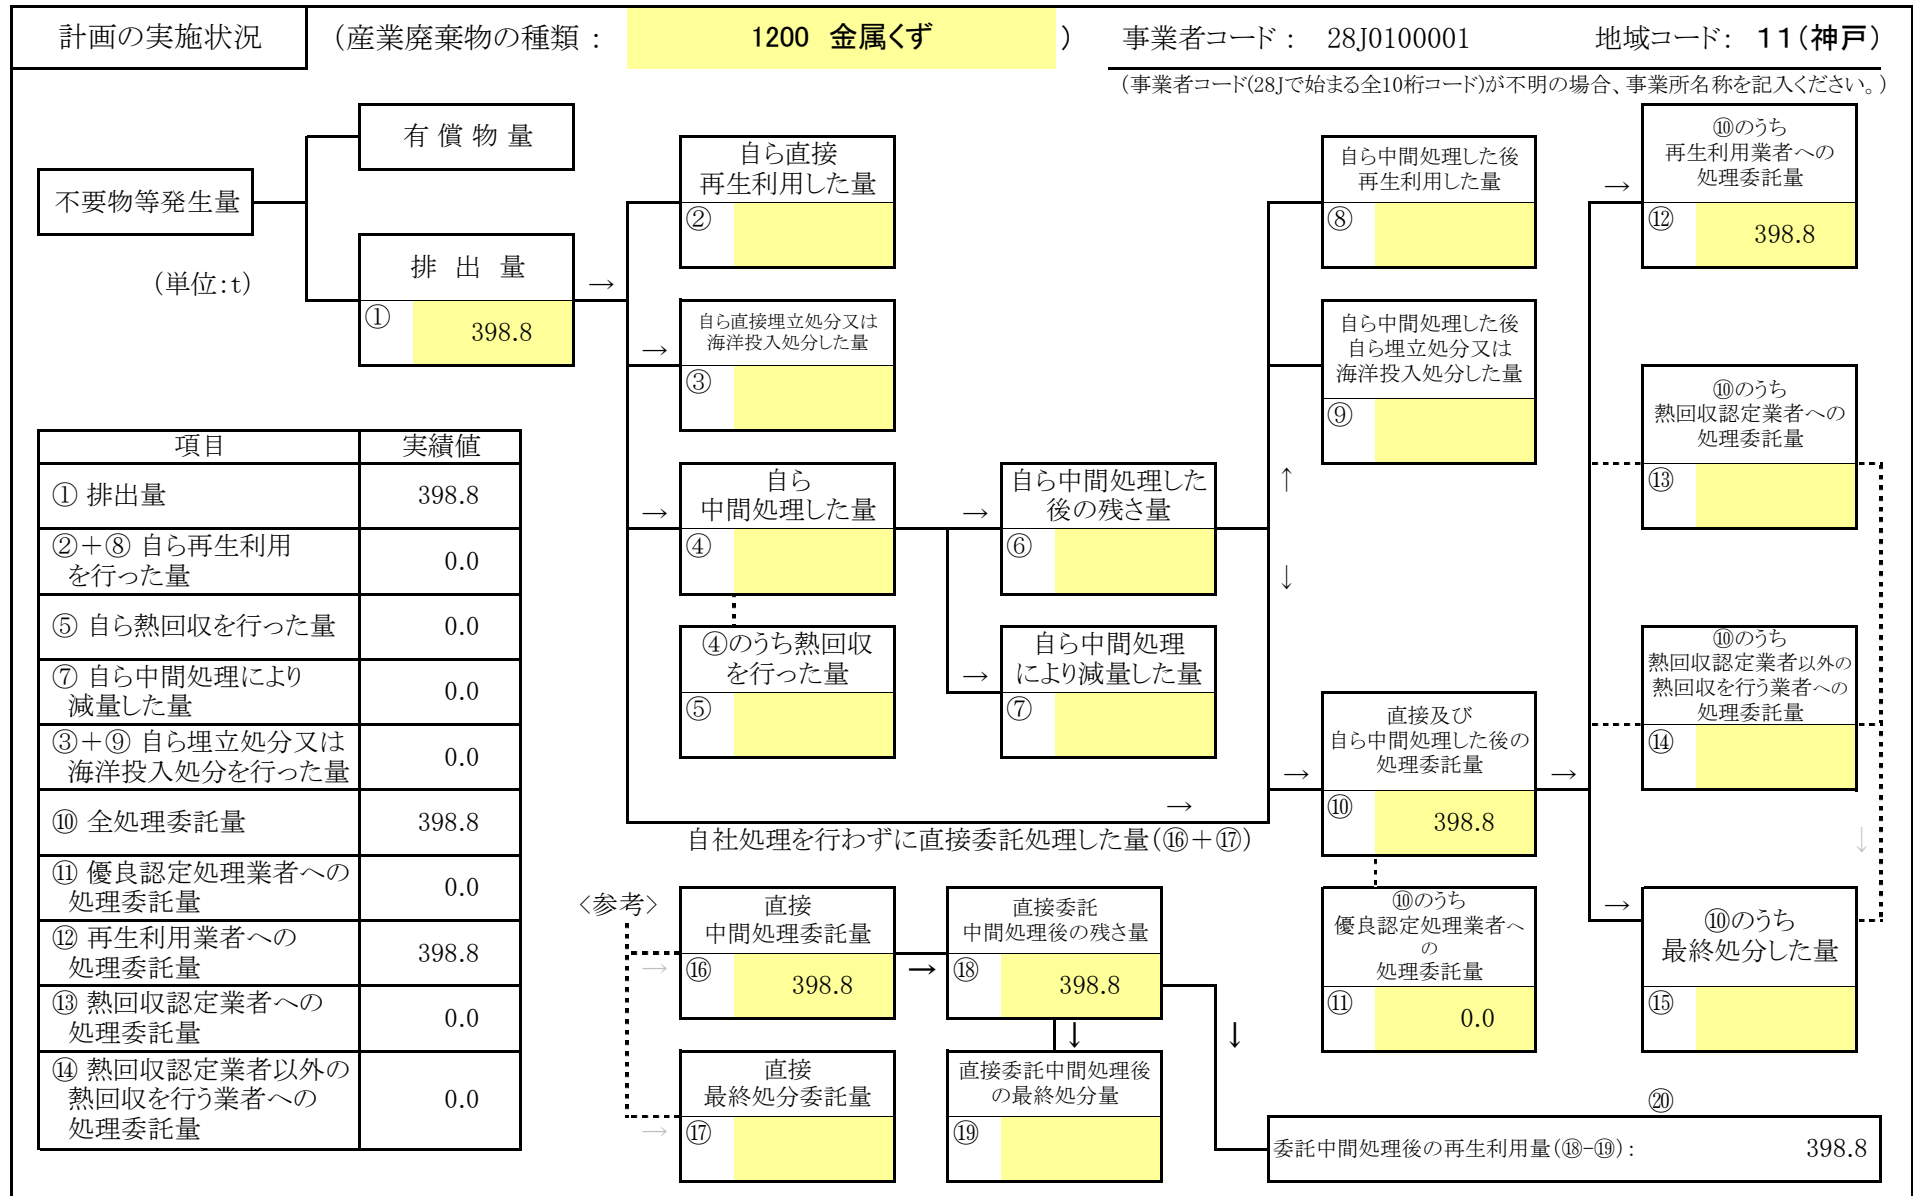 計画の実施状況
（産業廃棄物の種類：
1200 金属くず
）
事業者コード： 28J0100001
地域コード： 11(神戸)
（事業者コード(28Jで始まる全10桁コード)が不明の場合、事業所名称を記入ください。）
不要物等発生量
（単位:t）
有償物量
排出量
→
① 398.8
自ら直接
再生利用した量
②
自ら直接埋立処分又は
海洋投入処分した量
→
③
自ら
中間処理した量
→
④
④のうち熱回収
を行った量
⑤
自ら中間処理した
後の残さ量
→
⑥
自ら中間処理
により減量した量
→
⑦
↑
↓
自ら中間処理した後
再生利用した量
⑧
自ら中間処理した後
自ら埋立処分又は
海洋投入処分した量
⑨
直接及び
自ら中間処理した後の
処理委託量
→
→
⑩ 398.8
⑩のうち
優良認定処理業者へ
の
処理委託量
⑪ 0.0
⑩のうち
再生利用業者への
処理委託量
→
⑫ 398.8
⑩のうち
熱回収認定業者への
処理委託量
⑬
⑩のうち
熱回収認定業者以外の
熱回収を行う業者への
処理委託量
⑭
↓
⑩のうち
最終処分した量
→
⑮
→
自社処理を行わずに直接委託処理した量（⑯＋⑰）
<参考>
直接
中間処理委託量
→
⑯ 398.8
→
直接委託
中間処理後の残さ量
⑱ 398.8
↓
↓
直接
最終処分委託量
→
⑰
直接委託中間処理後
の最終処分量
⑲
⑳
委託中間処理後の再生利用量（⑱-⑲）： 398.8
項目 実績値
① 排出量 398.8
②＋⑧ 自ら再生利用
を行った量 0.0
⑤ 自ら熱回収を行った量 0.0
⑦ 自ら中間処理により
減量した量 0.0
③＋⑨ 自ら埋立処分又は
海洋投入処分を行った量 0.0
⑩ 全処理委託量 398.8
⑪ 優良認定処理業者への
処理委託量 0.0
⑫ 再生利用業者への
処理委託量 398.8
⑬ 熱回収認定業者への
処理委託量 0.0
⑭ 熱回収認定業者以外の
熱回収を行う業者への
処理委託量 0.0